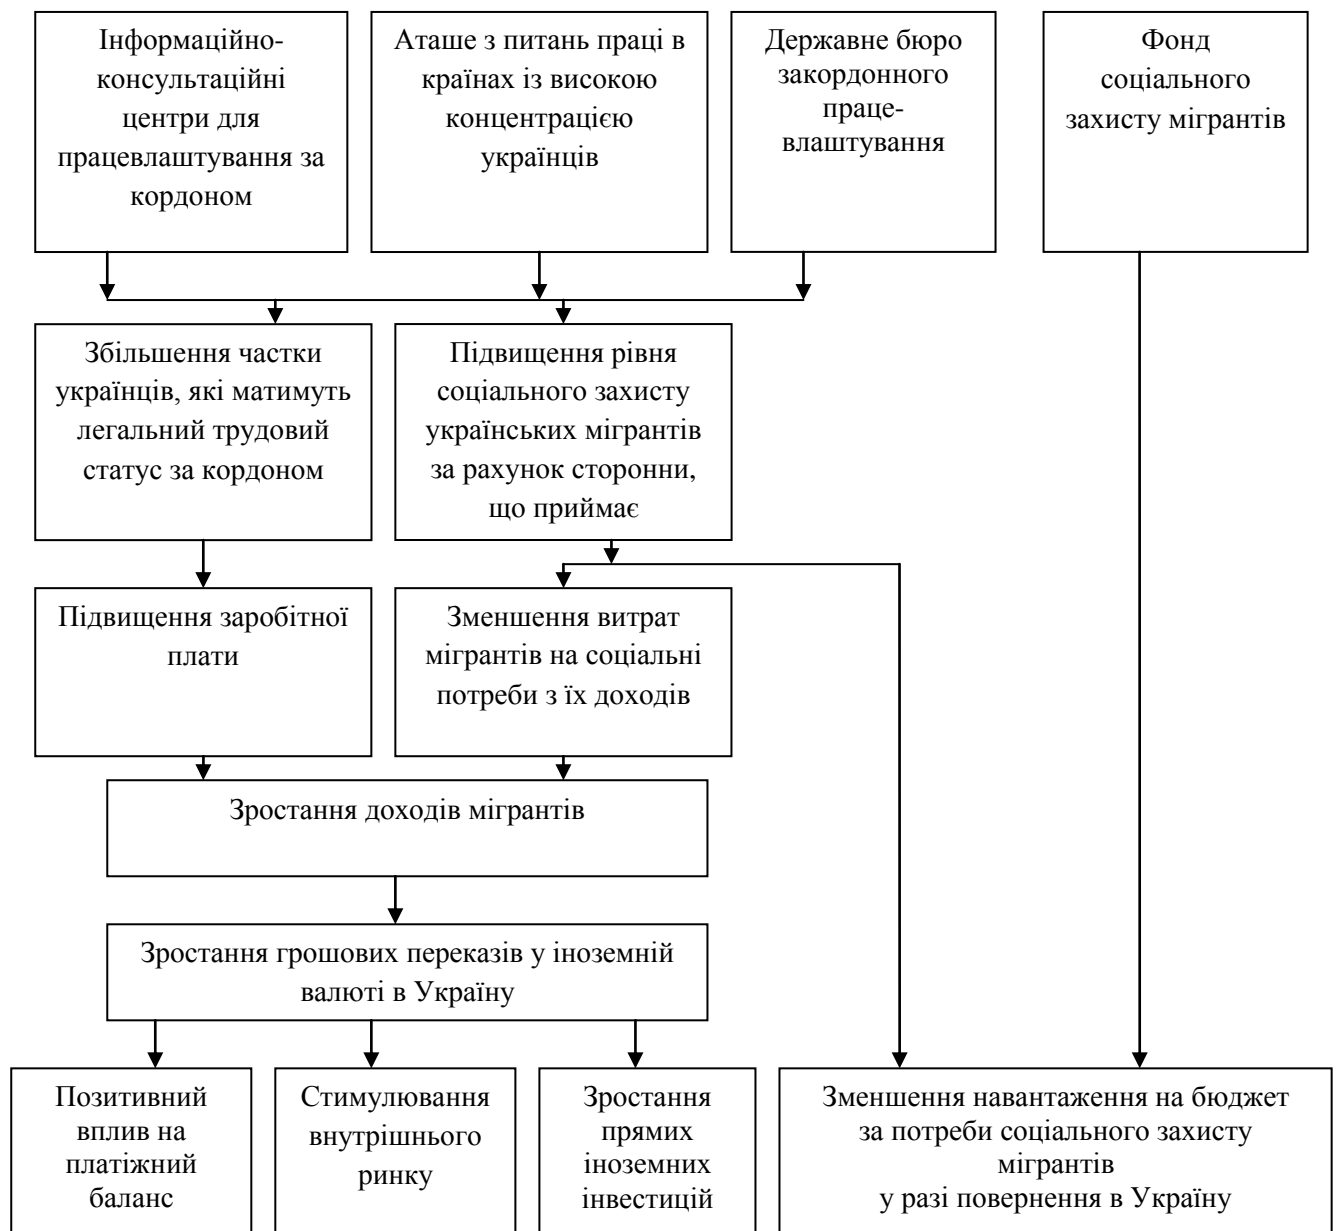 Інформаційно-
консультаційні
центри для
працевлаштування за
кордоном
Аташе з питань праці в
країнах із високою
концентрацією
українців
Державне бюро
закордонного
праце-
влаштування
Фонд
соціального
захисту мігрантів
Збільшення частки
українців, які матимуть
легальний трудовий
статус за кордоном
Підвищення рівня
соціального захисту
українських мігрантів
за рахунок сторонни,
що приймає
Підвищення заробітної
плати
Зменшення витрат
мігрантів на соціальні
потреби з їх доходів
Зростання доходів мігрантів
Зростання грошових переказів у іноземній
валюті в Україну
Позитивний
вплив на
платіжний
баланс
Стимулювання
внутрішнього
ринку
Зростання
прямих
іноземних
інвестицій
Зменшення навантаження на бюджет
за потреби соціального захисту
мігрантів
у разі повернення в Україну